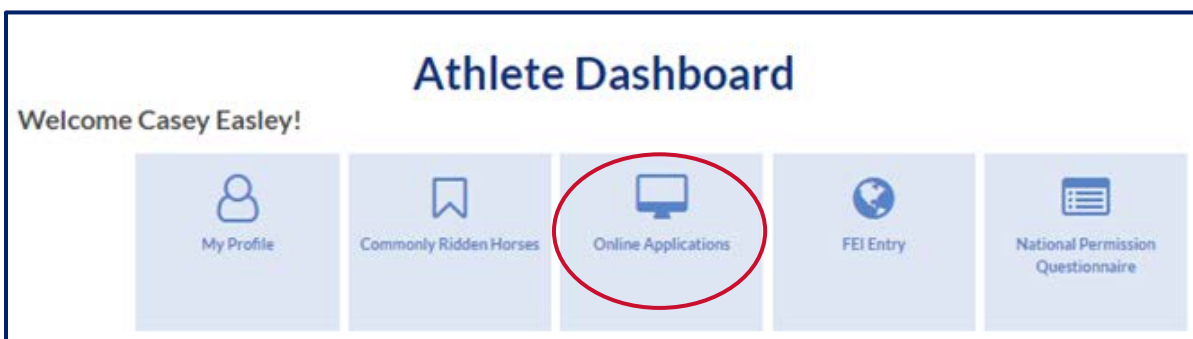 Athlete Dashboard
Welcome Casey Easley!
My Profile
Commonly Ridden Horses
Online Applications
FEI Entry
National Permission
Questionnaire